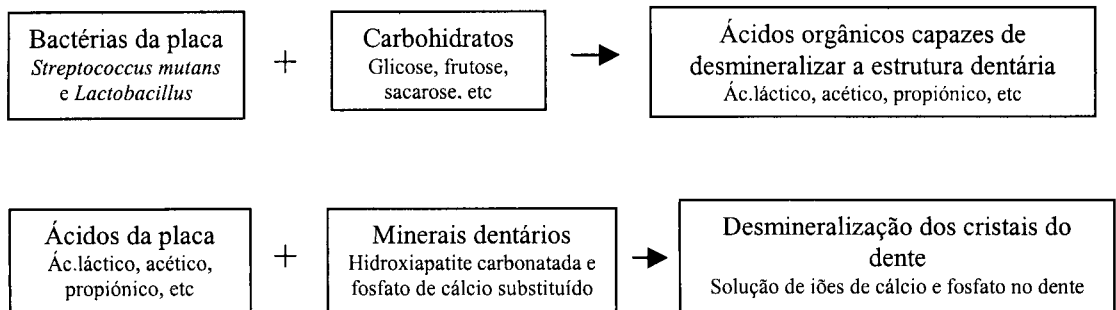 Bactérias da placa
Streptococcus mutans
e Lactobacillus
+
Carbohidratos
Glicose, frutose,
sacarose. etc
Ácidos orgânicos capazes de
desmineralizar a estrutura dentária
Ác.láctico, acético, propiónico, etc
Ácidos da placa
Ác.láctico, acético,
propiónico, etc
+
Minerais dentários
Hidroxiapatite carbonatada e
fosfato de cálcio substituído
Desmineralização dos cristais do
dente
Solução de iões de cálcio e fosfato no dente